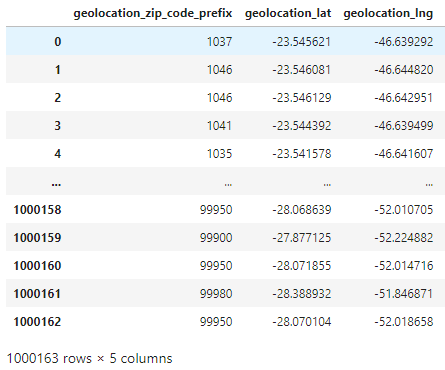 geolocation_zip_code_prefix geolocation_lat geolocation_lng
0 1037 -23.545621 -46.639292
1 1046 -23.546081 -46.644820
2 1046 -23.546129 -46.642951
3 1041 -23.544392 -46.639499
4 1035 -23.541578 -46.641607
... ... ... ...
1000158 99950 -28.068639 -52.010705
1000159 99900 -27.877125 -52.224882
1000160 99950 -28.071855 -52.014716
1000161 99980 -28.388932 -51.846871
1000162 99950 -28.070104 -52.018658
1000163 rows × 5 columns